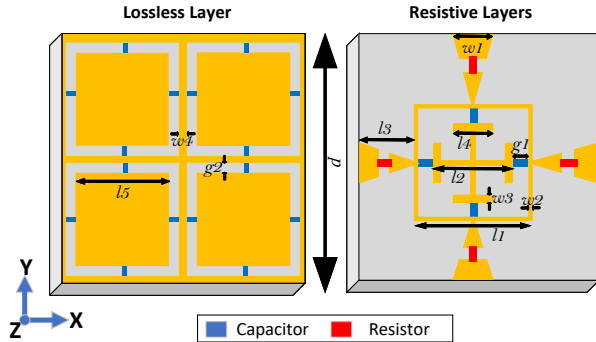 Lossless Layer
Resistive Layers
w1
w4
g2
l5
d
l3
l4
g1
l2
w3
w2
l1
Y
Z
X
Capacitor
Resistor